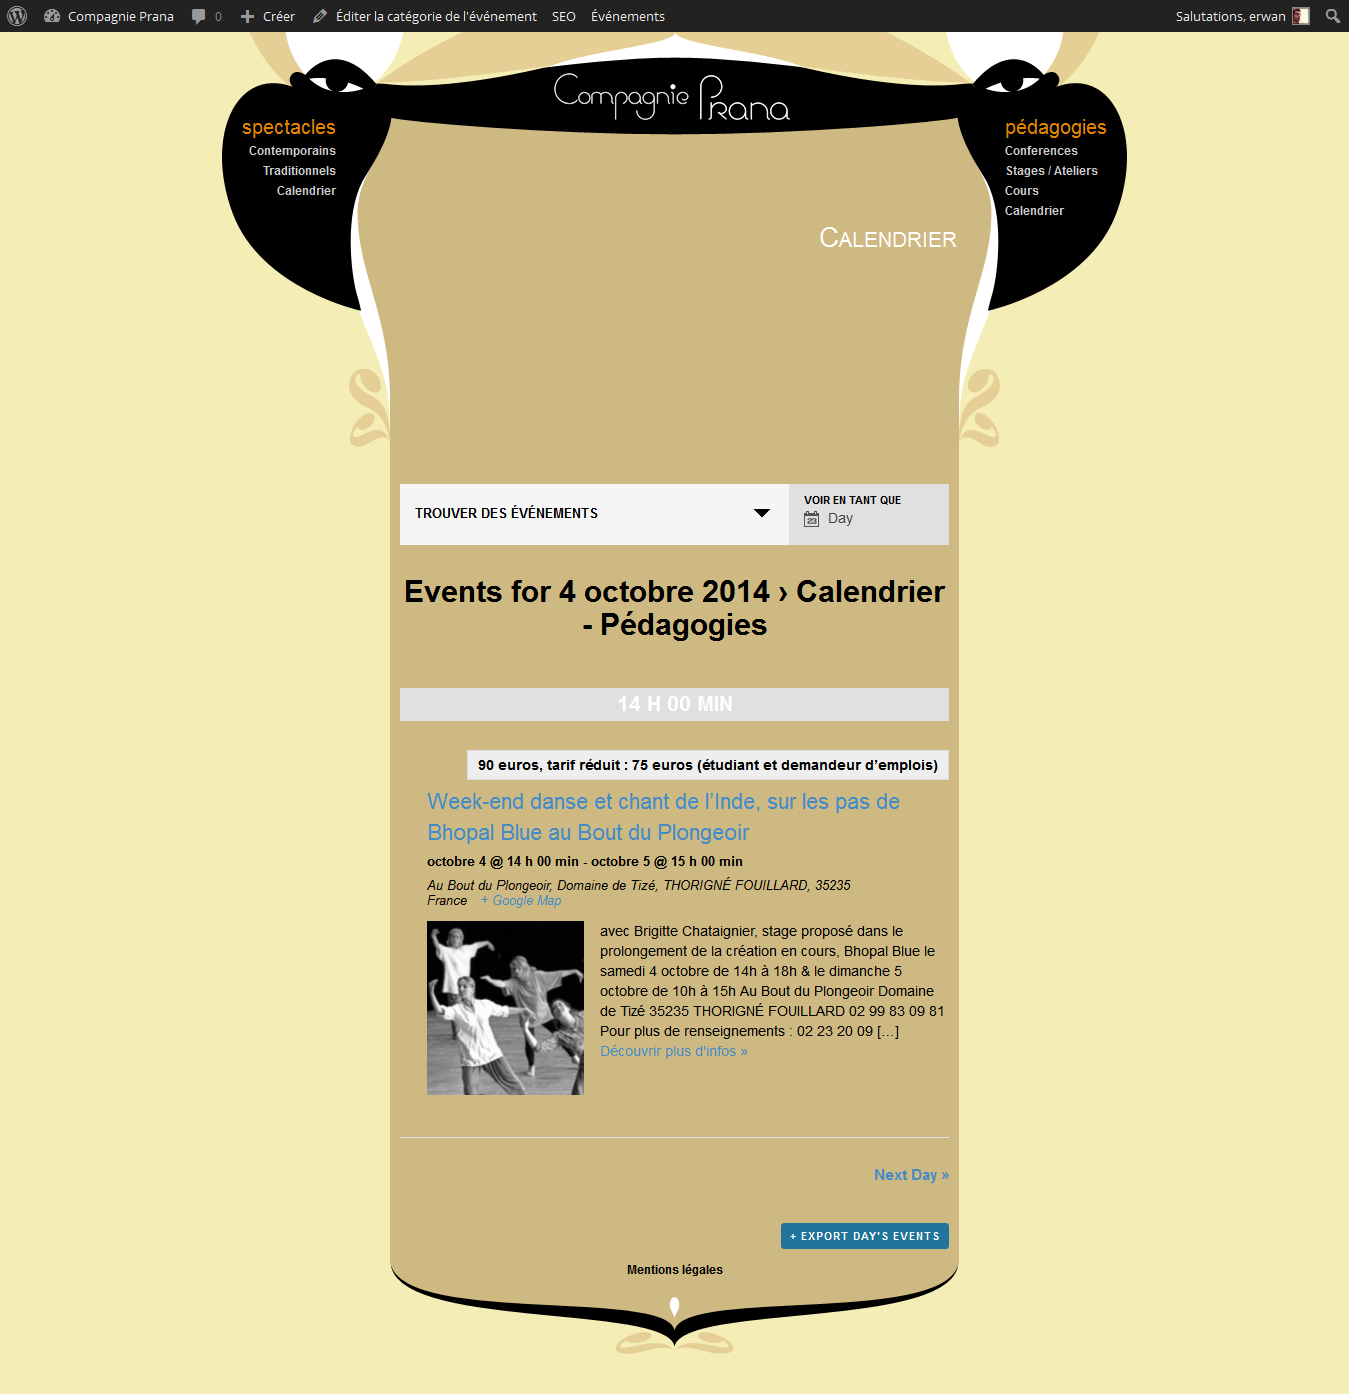 Compagnie Prana 0 Créer Éditer la catégorie de l'événement SEO Événements Salutations, erwan
Compagnie Prana
spectacles
Contemporains
Traditionnels
Calendrier
pédagogies
Conferences
Stages / Ateliers
Cours
Calendrier
CALENDRIER
TROUVER DES ÉVÉNEMENTS
VOIR EN TANT QUE
23 Day
Events for 4 octobre 2014 › Calendrier
- Pédagogies
14 H 00 MIN
90 euros, tarif réduit : 75 euros (étudiant et demandeur d’emplois)
Week-end danse et chant de l’Inde, sur les pas de
Bhopal Blue au Bout du Plongeoir
octobre 4 @ 14 h 00 min - octobre 5 @ 15 h 00 min
Au Bout du Plongeoir, Domaine de Tizé, THORIGNÉ FOUILLARD, 35235
France + Google Map
avec Brigitte Chataignier, stage proposé dans le
prolongement de la création en cours, Bhopal Blue le
samedi 4 octobre de 14h à 18h & le dimanche 5
octobre de 10h à 15h Au Bout du Plongeoir Domaine
de Tizé 35235 THORIGNÉ FOUILLARD 02 99 83 09 81
Pour plus de renseignements : 02 23 20 09 [...]
Découvrir plus d'infos »
Next Day »
+ EXPORT DAY'S EVENTS
Mentions légales